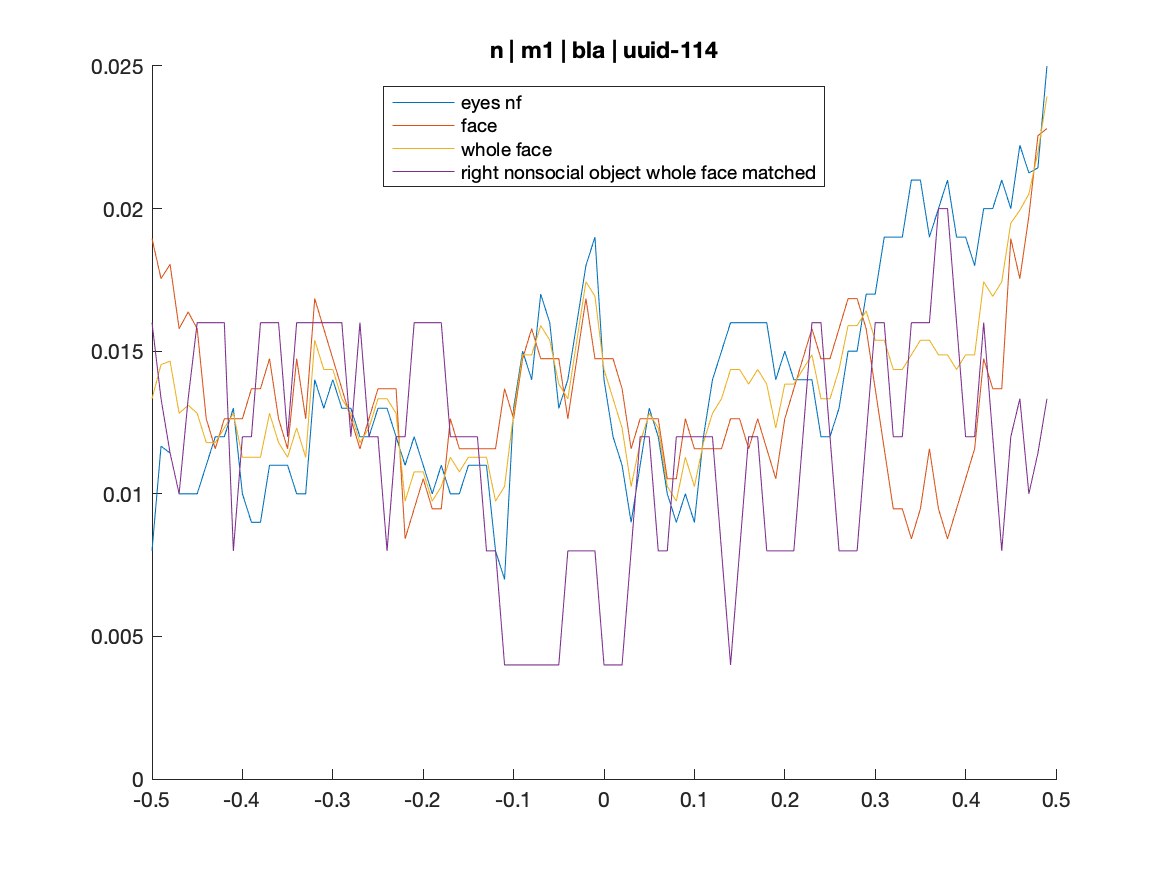 n | m1 | bla | uuid-114
eyes nf
face
whole face
right nonsocial object whole face matched
0.025
0.02
0.015
0.01
0.005
0
-0.5 -0.4 -0.3 -0.2 -0.1 0 0.1 0.2 0.3 0.4 0.5